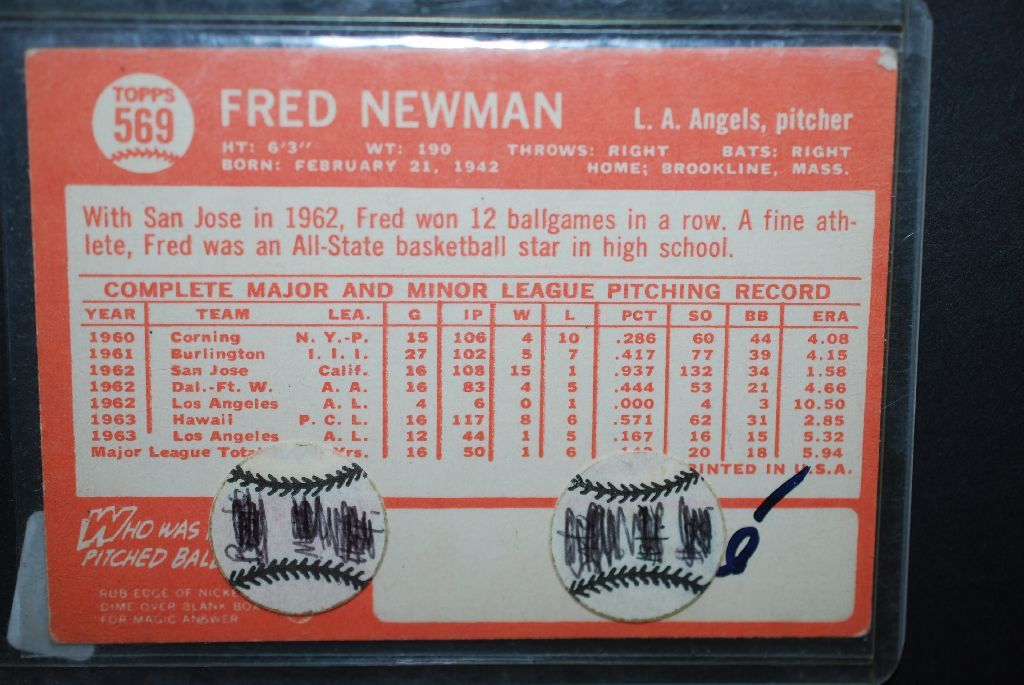 TOPPS
569
FRED NEWMAN
L. A. Angels, pitcher
HT: 6'3" WT: 190 THROWS: RIGHT BATS: RIGHT
BORN: FEBRUARY 21, 1942 HOME; BROOKLINE, MASS.
With San Jose in 1962, Fred won 12 ballgames in a row. A fine ath-
lete, Fred was an All-State basketball star in high school.
COMPLETE MAJOR AND MINOR LEAGUE PITCHING RECORD
YEAR TEAM LEA. G IP W L PCT SO BB ERA
1960 Corning N. Y.-P. 15 106 4 10 .286 60 44 4.08
1961 Burlington I. I. I. 27 102 5 7 .417 77 39 4.15
1962 San Jose Calif. 16 108 15 1 .937 132 34 1.58
1962 Dal.-Ft. W. A. A. 16 83 4 5 .444 53 21 4.66
1962 Los Angeles A. L. 4 6 0 1 .000 4 3 10.50
1963 Hawaii P. C. L. 16 117 8 6 .571 62 31 2.85
1963 Los Angeles A. L. 12 44 1 5 .167 16 15 5.32
Major League Yrs. 16 50 1 6 20 18 5.94
IN U.S.A.
WHO WAS
PITCHED
RUB EDGE OF
DIME OVER BLANK
FOR MAGIC ANSWER